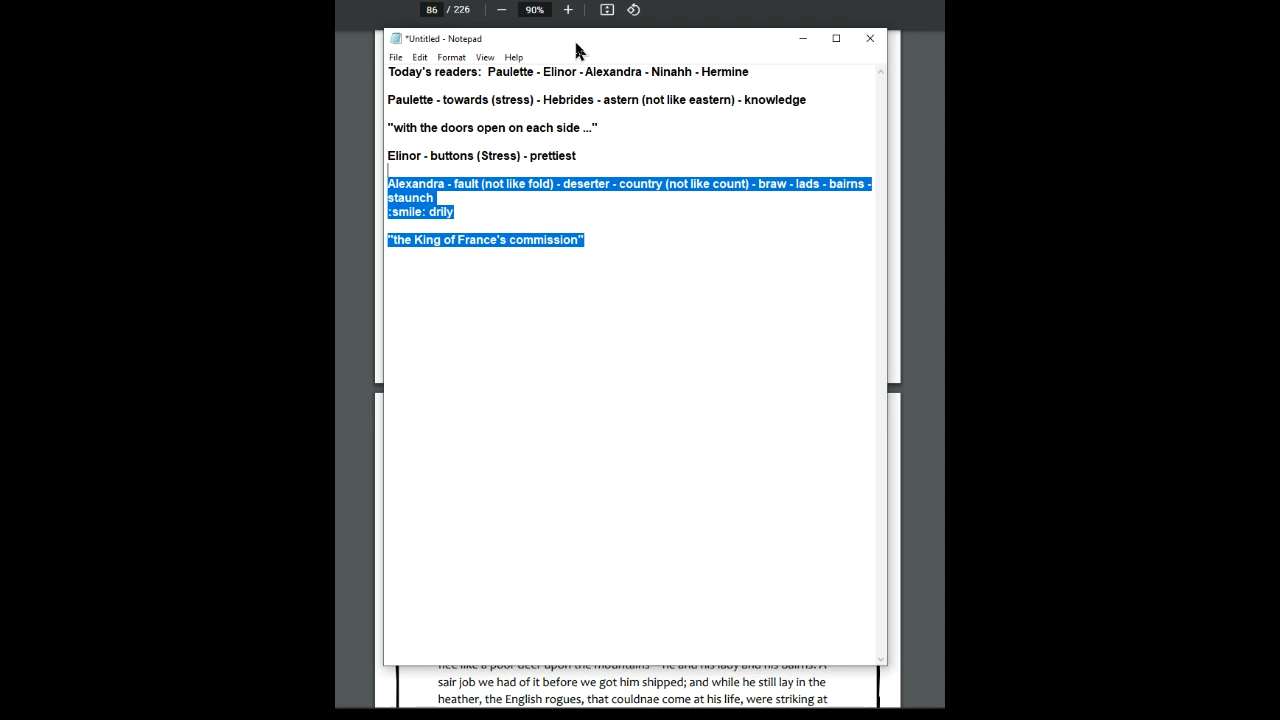 86 / 226
90%
*Untitled - Notepad
File Edit Format View Help
Today's readers:  Paulette - Elinor - Alexandra - Ninahh - Hermine
Paulette - towards (stress) - Hebrides - astern (not like eastern) - knowledge
"with the doors open on each side ..."
Elinor - buttons (Stress) - prettiest
Alexandra - fault (not like fold) - deserter - country (not like count) - braw - lads - bairns -
staunch
:smile: drily
"the King of France's commission"
sair job we had of it before we got him shipped; and while he still lay in the
heather, the English rogues, that couldnae come at his life, were striking at